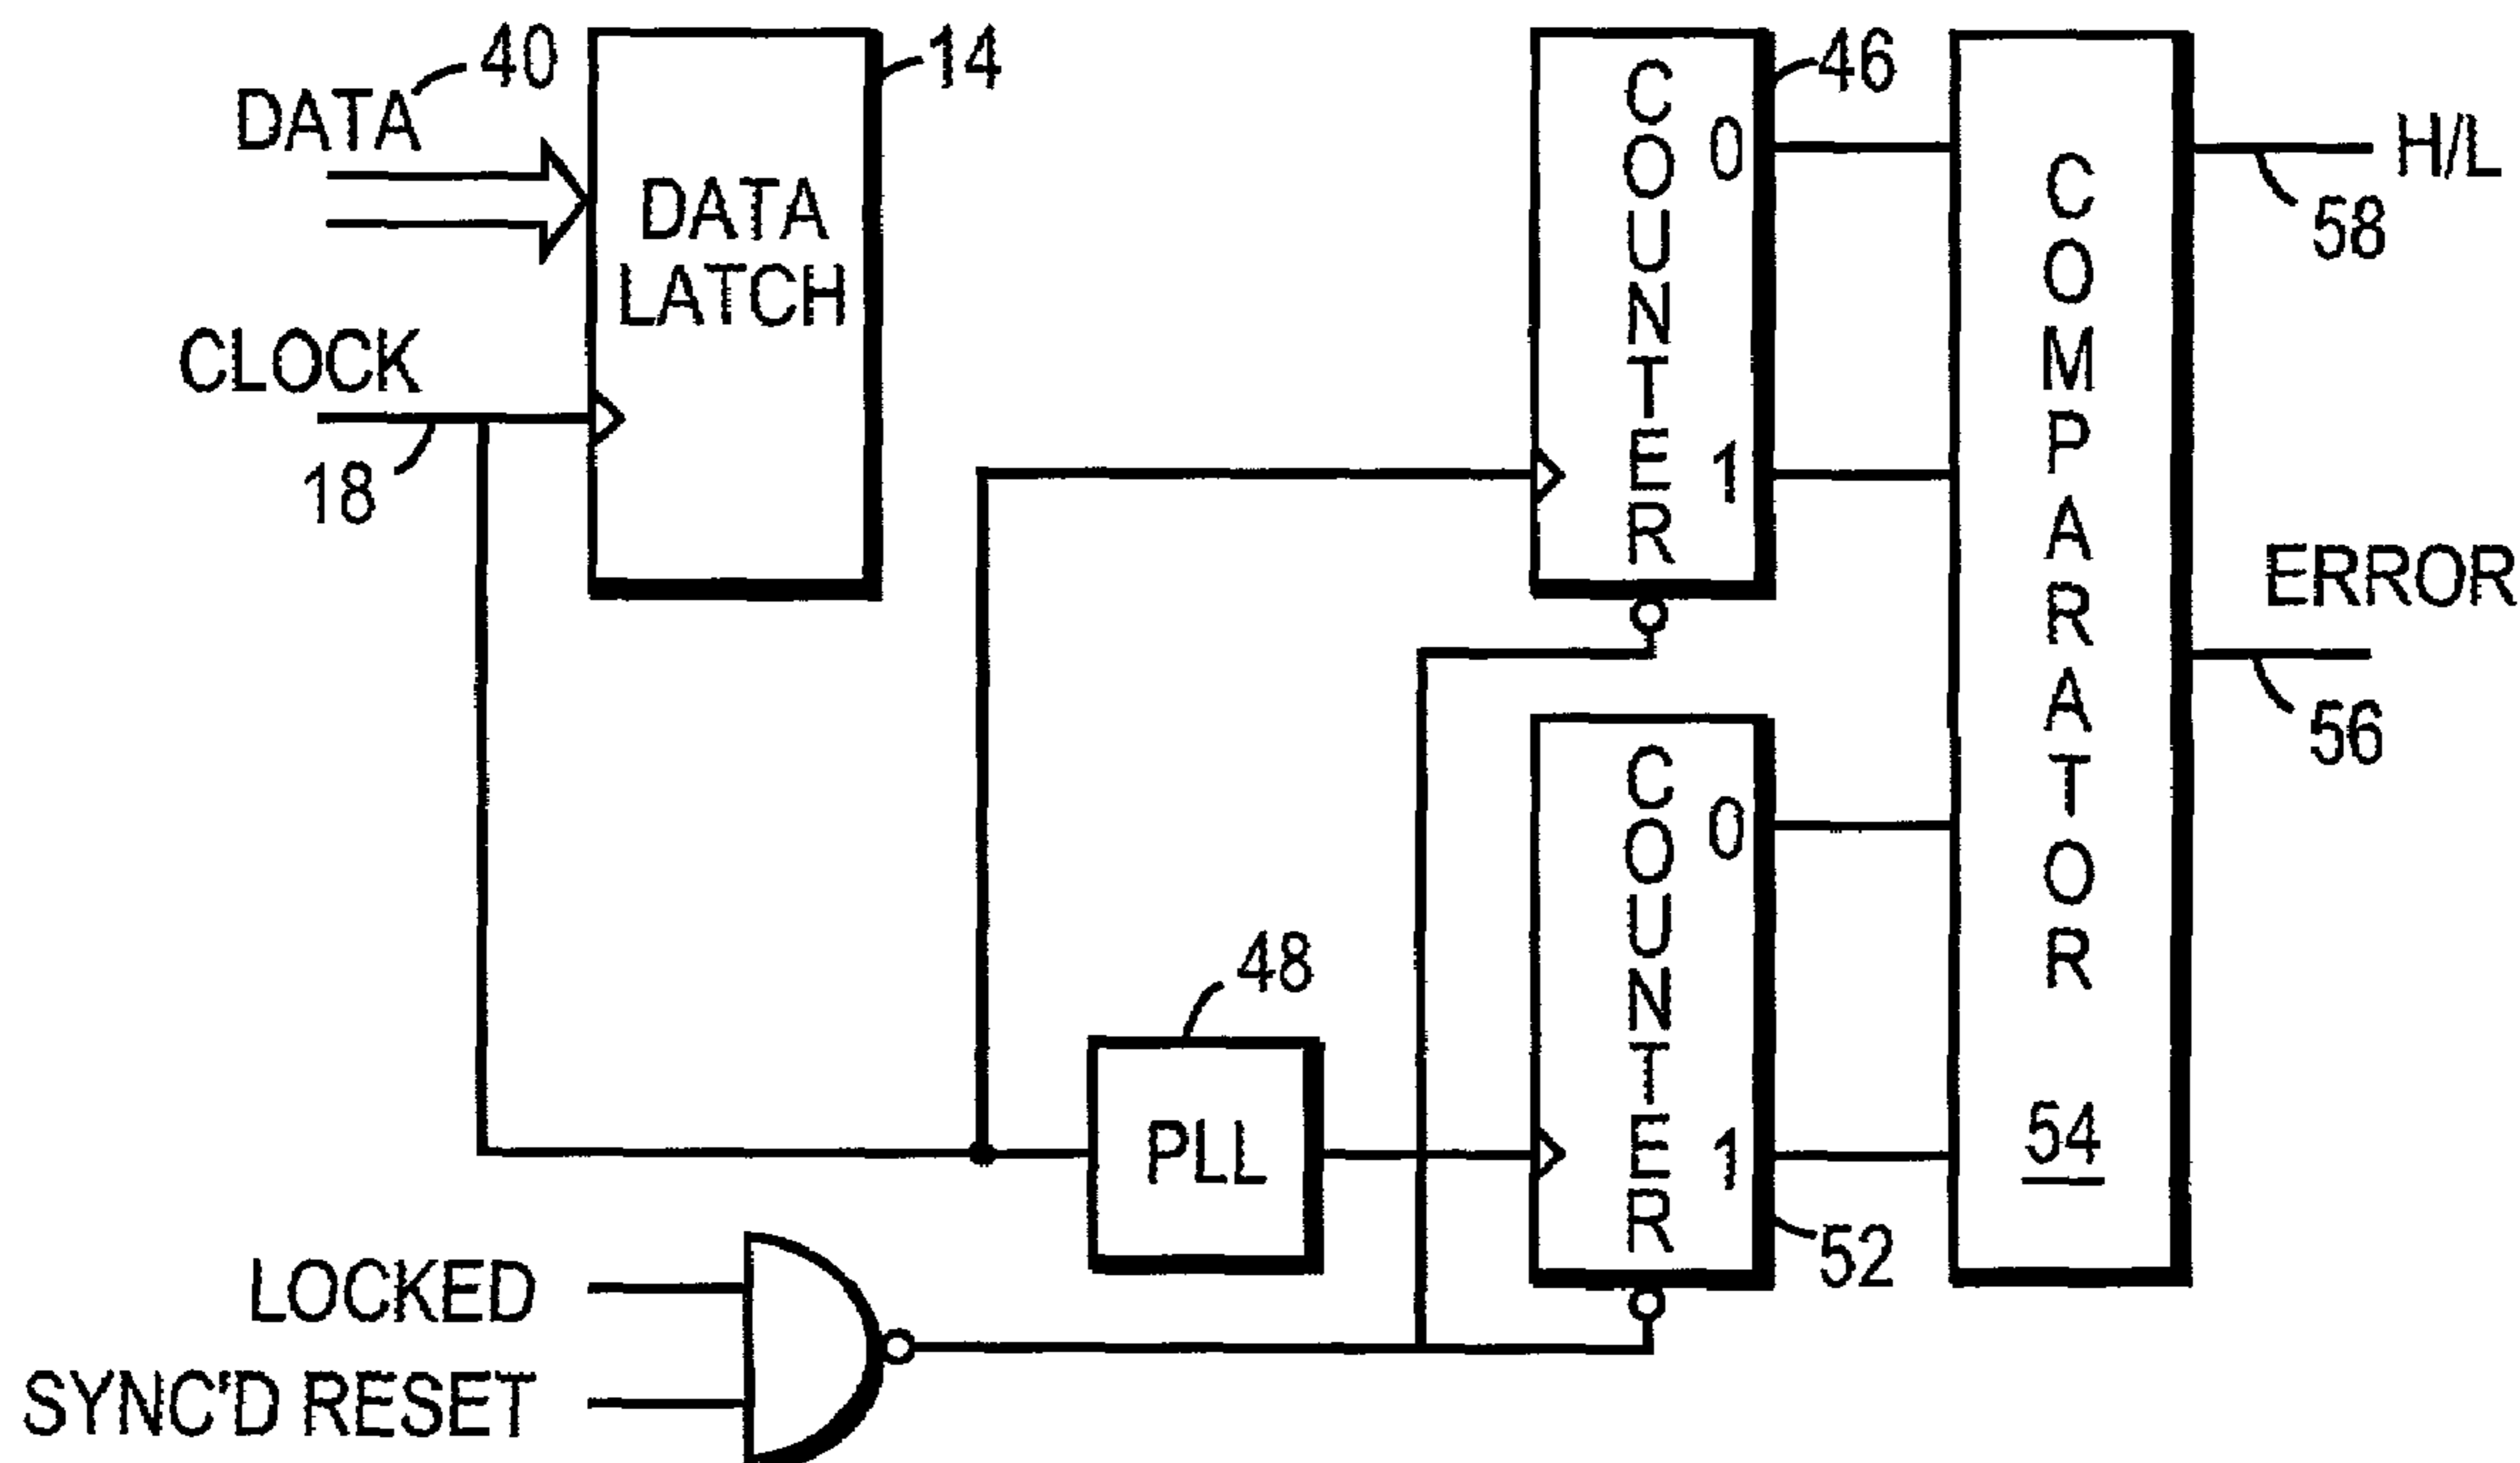 40
DATA
14
DATA
LATCH
CLOCK
18
COUNTER
0
1
46
COMPARATOR
54
H/L
58
ERROR
56
COUNTER
0
1
52
48
PLL
LOCKED
SYNC'D RESET